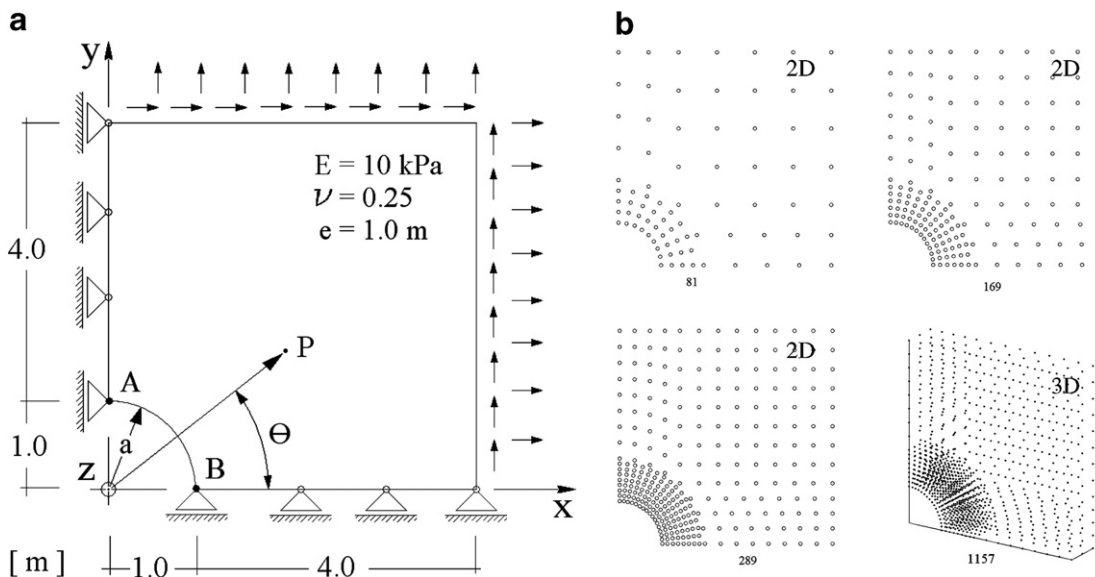 a
y
E = 10 kPa
ν = 0.25
e = 1.0 m
4.0
P
A
1.0
a
Θ
z
B
x
[ m ]
1.0
4.0
b
2D
81
2D
169
2D
289
3D
1157